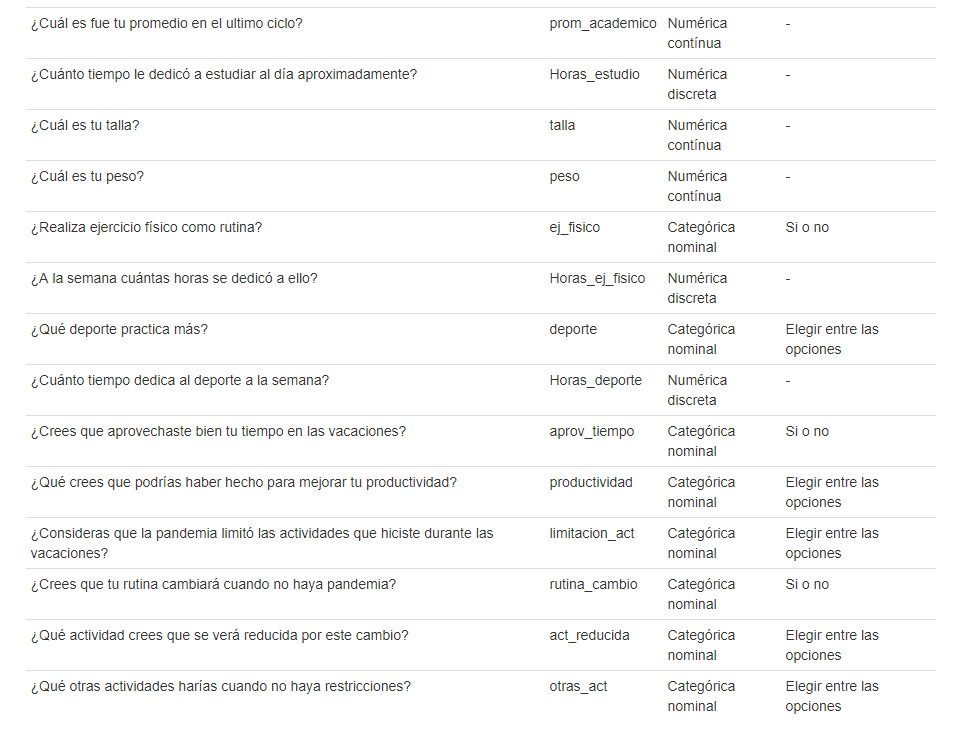 ¿Cuál es fue tu promedio en el ultimo ciclo? prom_academico Numérica -
contínua
¿Cuánto tiempo le dedicó a estudiar al día aproximadamente? Horas_estudio Numérica -
discreta
¿Cuál es tu talla? talla Numérica -
contínua
¿Cuál es tu peso? peso Numérica -
contínua
¿Realiza ejercicio físico como rutina? ej_fisico Categórica Si o no
nominal
¿A la semana cuántas horas se dedicó a ello? Horas_ej_fisico Numérica -
discreta
¿Qué deporte practica más? deporte Categórica Elegir entre las
nominal opciones
¿Cuánto tiempo dedica al deporte a la semana? Horas_deporte Numérica -
discreta
¿Crees que aprovechaste bien tu tiempo en las vacaciones? aprov_tiempo Categórica Si o no
nominal
¿Qué crees que podrías haber hecho para mejorar tu productividad? productividad Categórica Elegir entre las
nominal opciones
¿Consideras que la pandemia limitó las actividades que hiciste durante las limitacion_act Categórica Elegir entre las
vacaciones? nominal opciones
¿Crees que tu rutina cambiará cuando no haya pandemia? rutina_cambio Categórica Si o no
nominal
¿Qué actividad crees que se verá reducida por este cambio? act_reducida Categórica Elegir entre las
nominal opciones
¿Qué otras actividades harías cuando no haya restricciones? otras_act Categórica Elegir entre las
nominal opciones